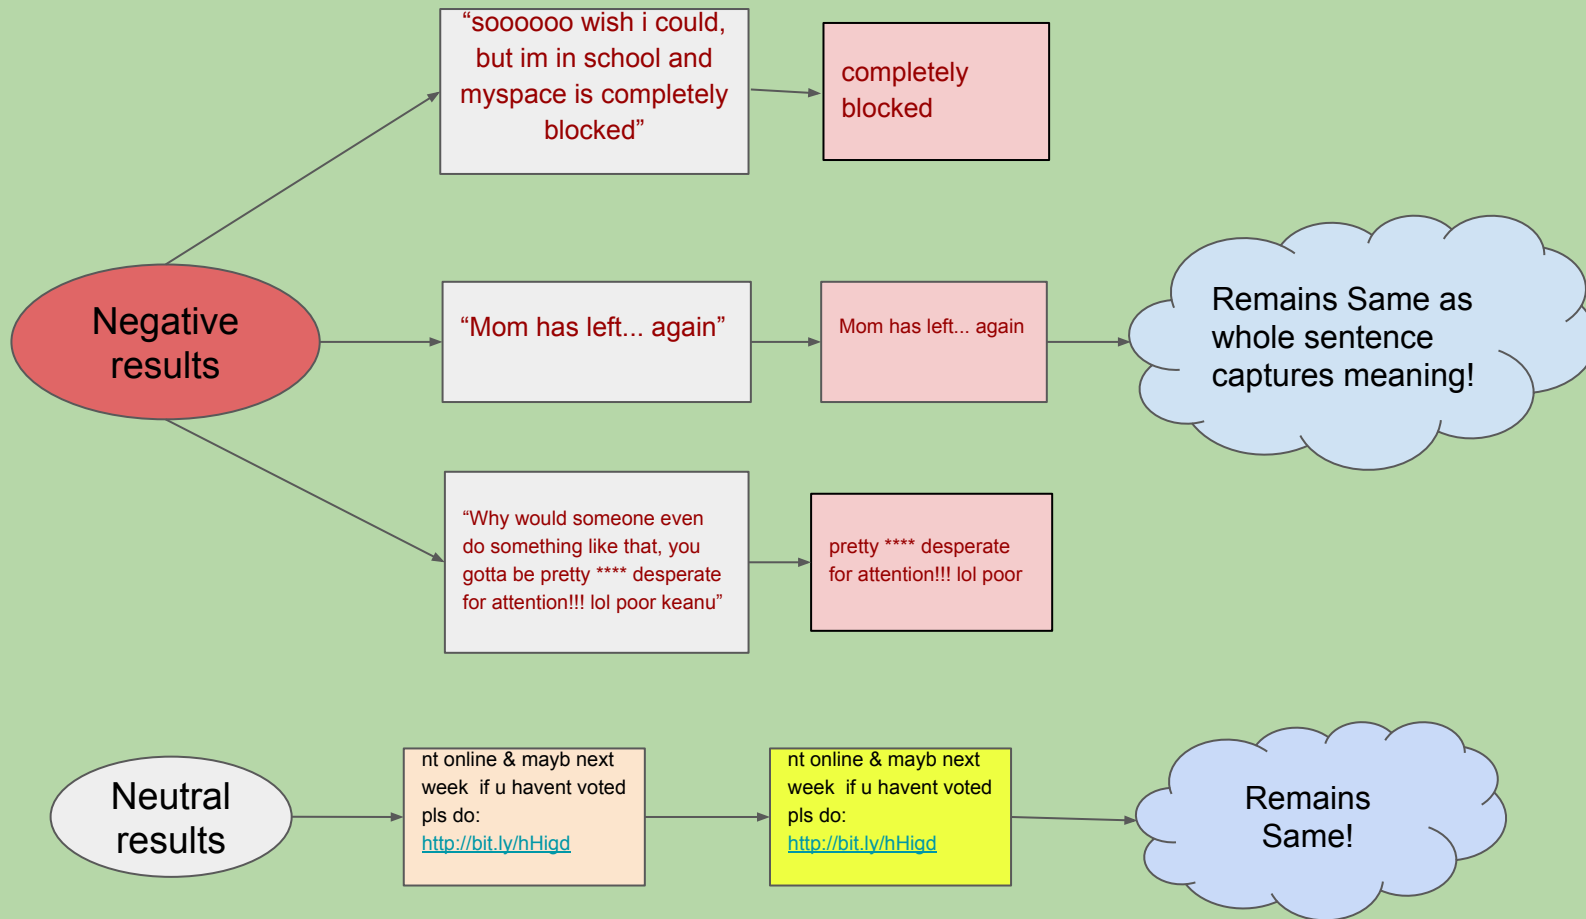 “soooooo wish i could,
but im in school and
myspace is completely
blocked”
completely
blocked
Negative
results
“Mom has left... again”
Mom has left... again
Remains Same as
whole sentence
captures meaning!
“Why would someone even
do something like that, you
gotta be pretty **** desperate
for attention!!! lol poor keanu”
pretty **** desperate
for attention!!! lol poor
Neutral
results
nt online & mayb next
week  if u havent voted
pls do:
http://bit.ly/hHigd
nt online & mayb next
week  if u havent voted
pls do:
http://bit.ly/hHigd
Remains
Same!